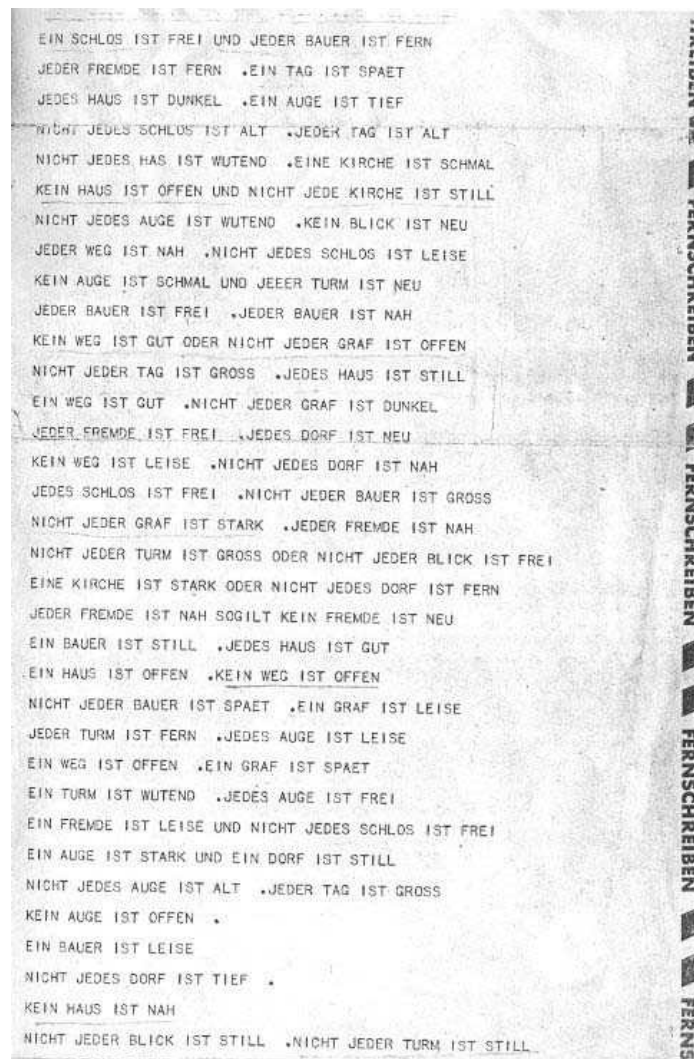 EIN SCHLOS IST FREI UND JEDER BAUER IST FERN
JEDER FREMDE IST FERN .EIN TAG IST SPAET
JEDES HAUS IST DUNKEL .EIN AUGE IST TIEF
NICHT JEDES SCHLOS IST ALT .JEDER TAG IST ALT
NICHT JEDES HAS IST WUTEND .EINE KIRCHE IST SCHMAL
KEIN HAUS IST OFFEN UND NICHT JEDE KIRCHE IST STILL
NICHT JEDES AUGE IST WUTEND .KEIN BLICK IST NEU
JEDER WEG IST NAH .NICHT JEDES SCHLOS IST LEISE
KEIN AUGE IST SCHMAL UND JEEER TURM IST NEU
JEDER BAUER IST FREI .JEDER BAUER IST NAH
KEIN WEG IST GUT ODER NICHT JEDER GRAF IST OFFEN
NICHT JEDER TAG IST GROSS .JEDES HAUS IST STILL
EIN WEG IST GUT .NICHT JEDER GRAF IST DUNKEL
JEDER FREMDE IST FREI .JEDES DORF IST NEU
KEIN WEG IST LEISE .NICHT JEDES DORF IST NAH
JEDES SCHLOS IST FREI .NICHT JEDER BAUER IST GROSS
NICHT JEDER GRAF IST STARK .JEDER FREMDE IST NAH
NICHT JEDER TURM IST GROSS ODER NICHT JEDER BLICK IST FREI
EINE KIRCHE IST STARK ODER NICHT JEDES DORF IST FERN
JEDER FREMDE IST NAH SOGILT KEIN FREMDE IST NEU
EIN BAUER IST STILL .JEDES HAUS IST GUT
EIN HAUS IST OFFEN .KEIN WEG IST OFFEN
NICHT JEDER BAUER IST SPAET .EIN GRAF IST LEISE
JEDER TURM IST FERN .JEDES AUGE IST LEISE
EIN WEG IST OFFEN .EIN GRAF IST SPAET
EIN TURM IST WUTEND .JEDES AUGE IST FREI
EIN FREMDE IST LEISE UND NICHT JEDES SCHLOS IST FREI
EIN AUGE IST STARK UND EIN DORF IST STILL
NICHT JEDES AUGE IST ALT .JEDER TAG IST GROSS
KEIN AUGE IST OFFEN .
EIN BAUER IST LEISE
NICHT JEDES DORF IST TIEF .
KEIN HAUS IST NAH
NICHT JEDER BLICK IST STILL .NICHT JEDER TURM IST STILL
FERNSCHREIBEN FERNSCHREIBEN FERNSCHREIBEN